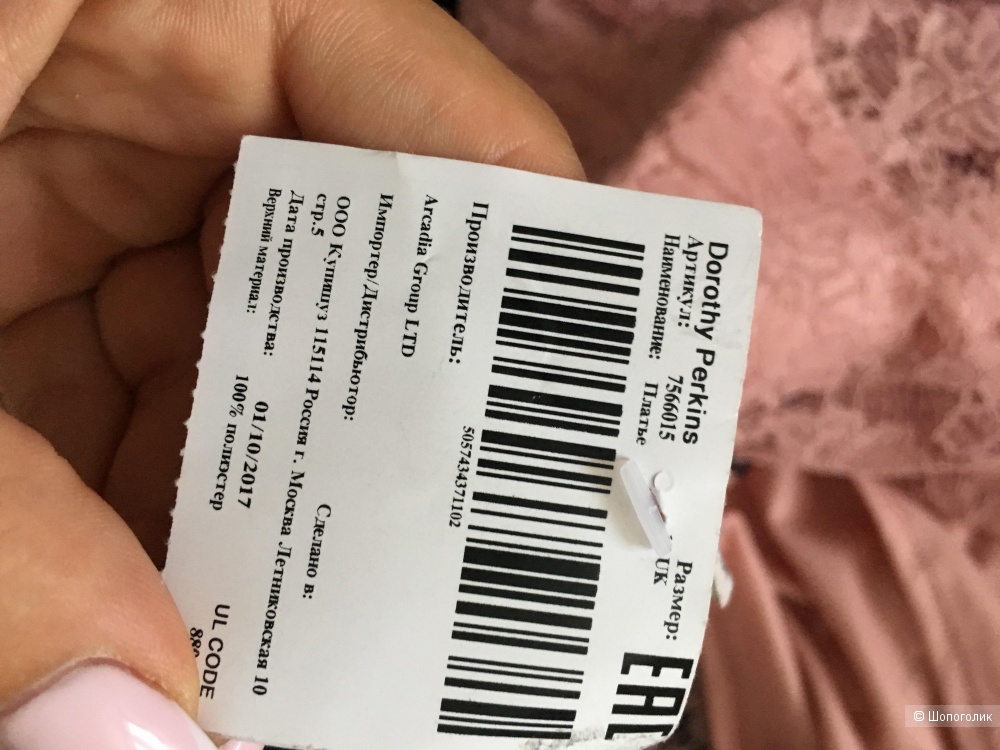 Dorothy Perkins
Артикул: 7566015 Размер:
Наименование: Платье UK
EAC
5057434371102
Производитель:
Arcadia Group LTD
Импортер/Дистрибьютор:
ООО Купишуз 115114 Россия г. Москва Летниковская 10
стр.5 Сделано в:
Дата производства: 01/10/2017
Верхний материал: 100% полиэстер
UL CODE
© Шопоголик